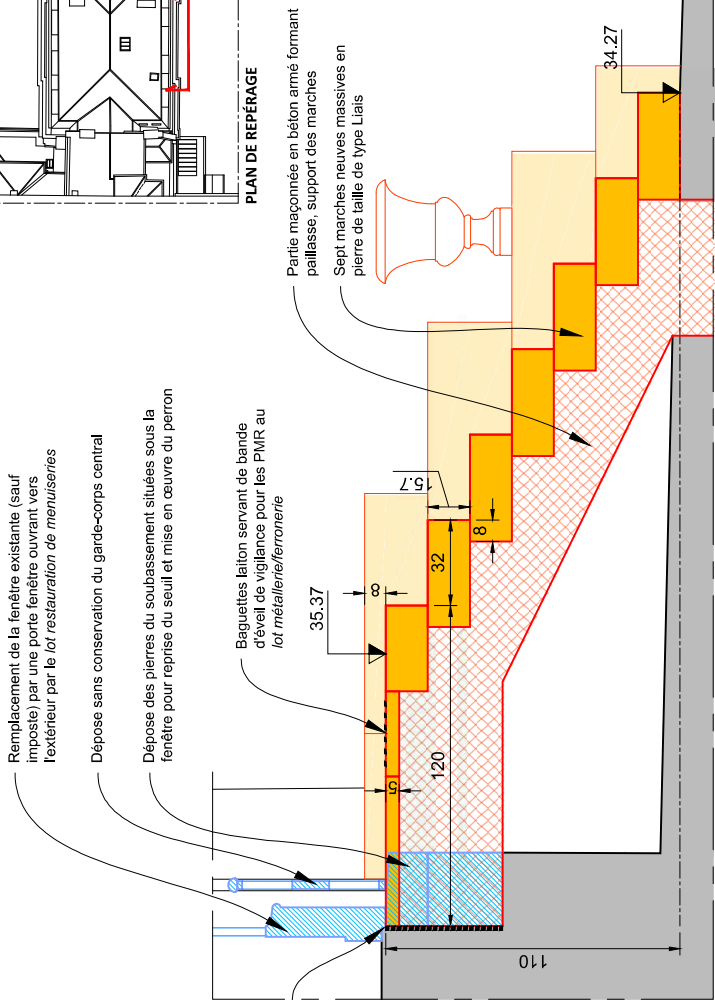 PLAN DE REPÉRAGE
Remplacement de la fenêtre existante (sauf
imposte) par une porte fenêtre ouvrant vers
l'extérieur par le lot restauration de menuiseries
Dépose sans conservation du garde-corps central
Dépose des pierres du soubassement situées sous la
fenêtre pour reprise du seuil et mise en œuvre du perron
Baguettes laiton servant de bande
d'éveil de vigilance pour les PMR au
lot métallerie/ferronerie
Partie maçonnée en béton armé formant
paillasse, support des marches
Sept marches neuves massives en
pierre de taille de type Liais
35.37
34.27
8
15.7
32
8
5
120
110